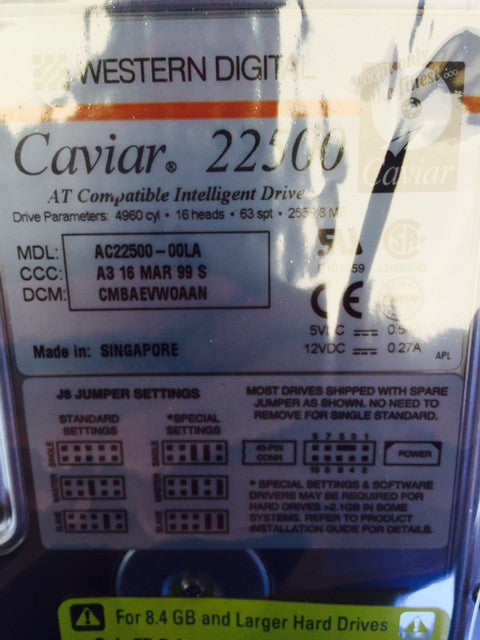 WESTERN DIGITAL
Caviar® 22500
Caviar
AT Compatible Intelligent Drive
Drive Parameters: 4960 cyl • 16 heads • 63 spt •
MDL: AC22500-00LA
CCC: A3 16 MAR 99 S
DCM: CMBAEVWOAAN
CE
5VDC
12VDC 0.27A
APL
Made in: SINGAPORE
J8 JUMPER SETTINGS
STANDARD SETTINGS
*SPECIAL SETTINGS
SINGLE
SINGLE
MASTER
MASTER
SLAVE
SLAVE
MOST DRIVES SHIPPED WITH SPARE
JUMPER AS SHOWN. NO NEED TO
REMOVE FOR SINGLE STANDARD.
9 7 5 3 1
40-PIN CONN
POWER
10 8 6 4 2
* SPECIAL SETTINGS & SOFTWARE
DRIVERS MAY BE REQUIRED FOR
HARD DRIVES >2.1GB IN SOME
SYSTEMS. REFER TO PRODUCT
INSTALLATION GUIDE FOR DETAILS.
For 8.4 GB and Larger Hard Drives